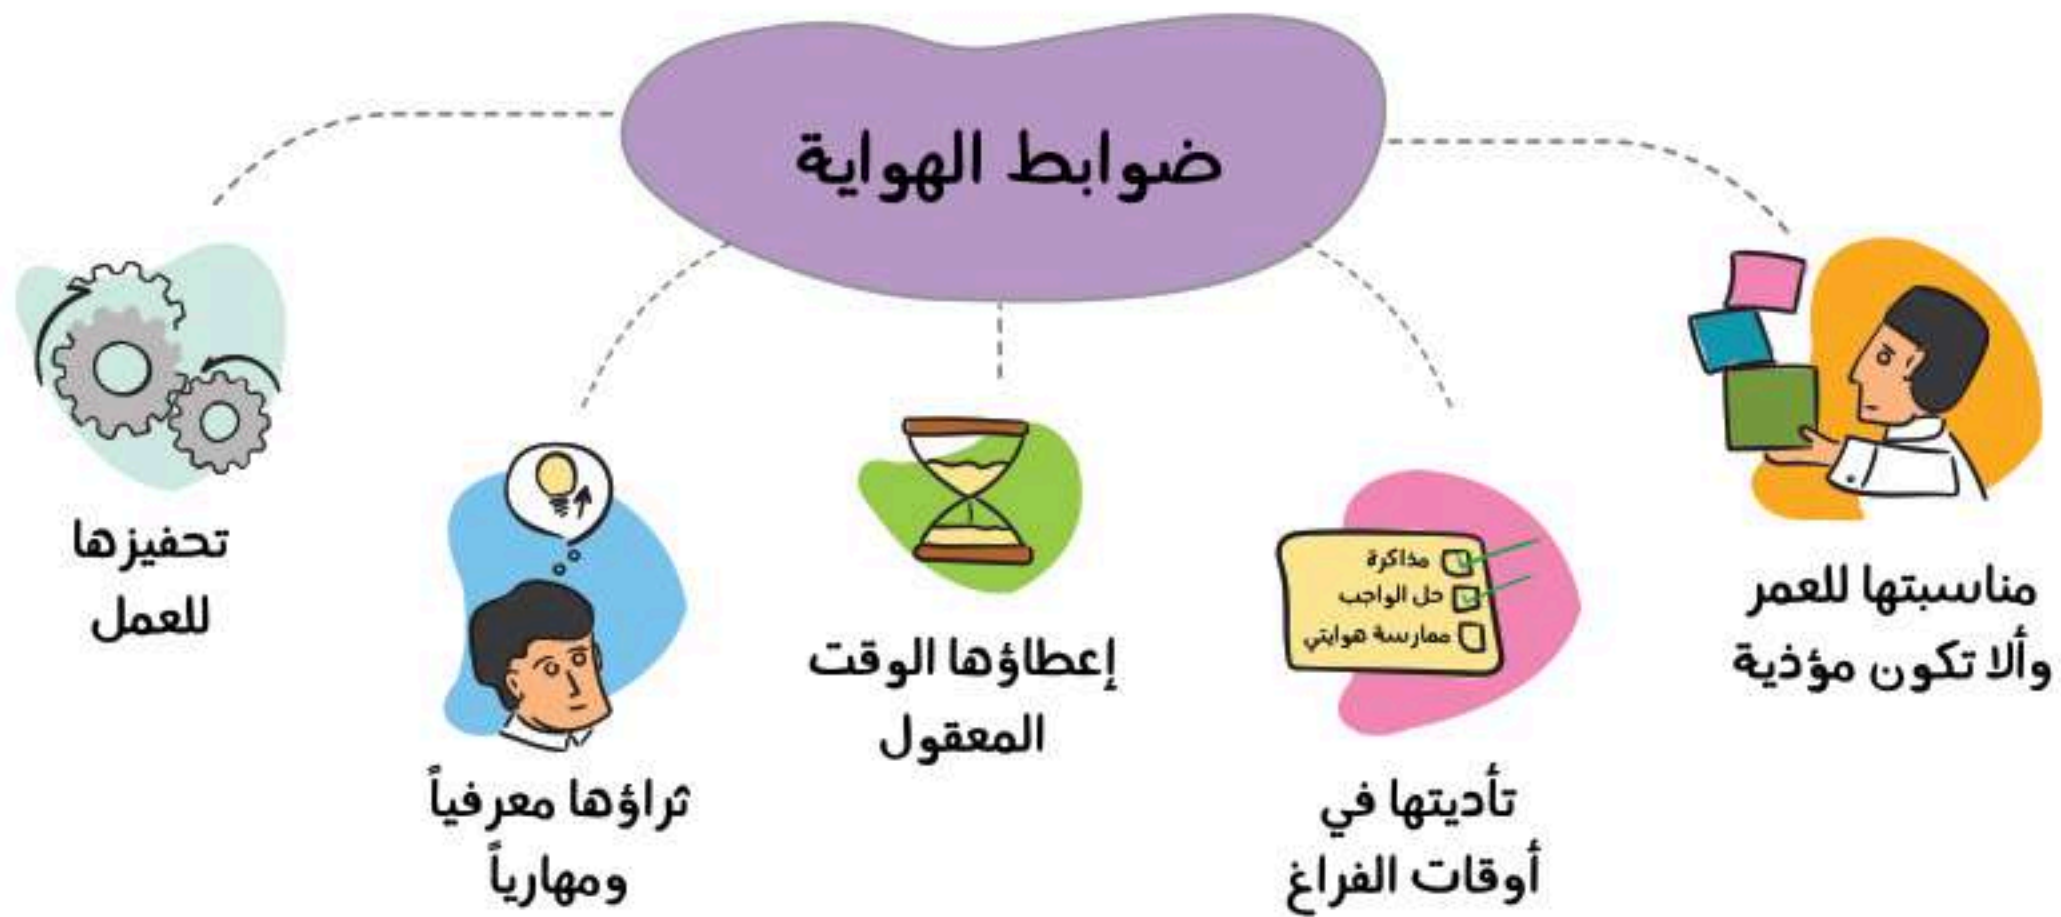 ضوابط الهواية
مناسبتها للعمر
وألا تكون مؤذية
مذاكرة
حل الواجب
ممارسة هوايتي
تأديتها في
أوقات الفراغ
إعطاؤها الوقت
المعقول
ثراؤها معرفياً
ومهارياً
تحفيزها
للعمل